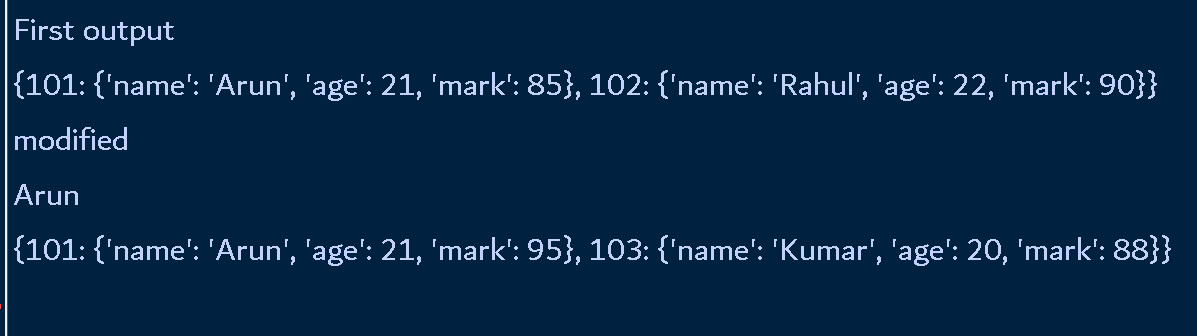 First output
{101: {'name': 'Arun', 'age': 21, 'mark': 85}, 102: {'name': 'Rahul', 'age': 22, 'mark': 90}}
modified
Arun
{101: {'name': 'Arun', 'age': 21, 'mark': 95}, 103: {'name': 'Kumar', 'age': 20, 'mark': 88}}